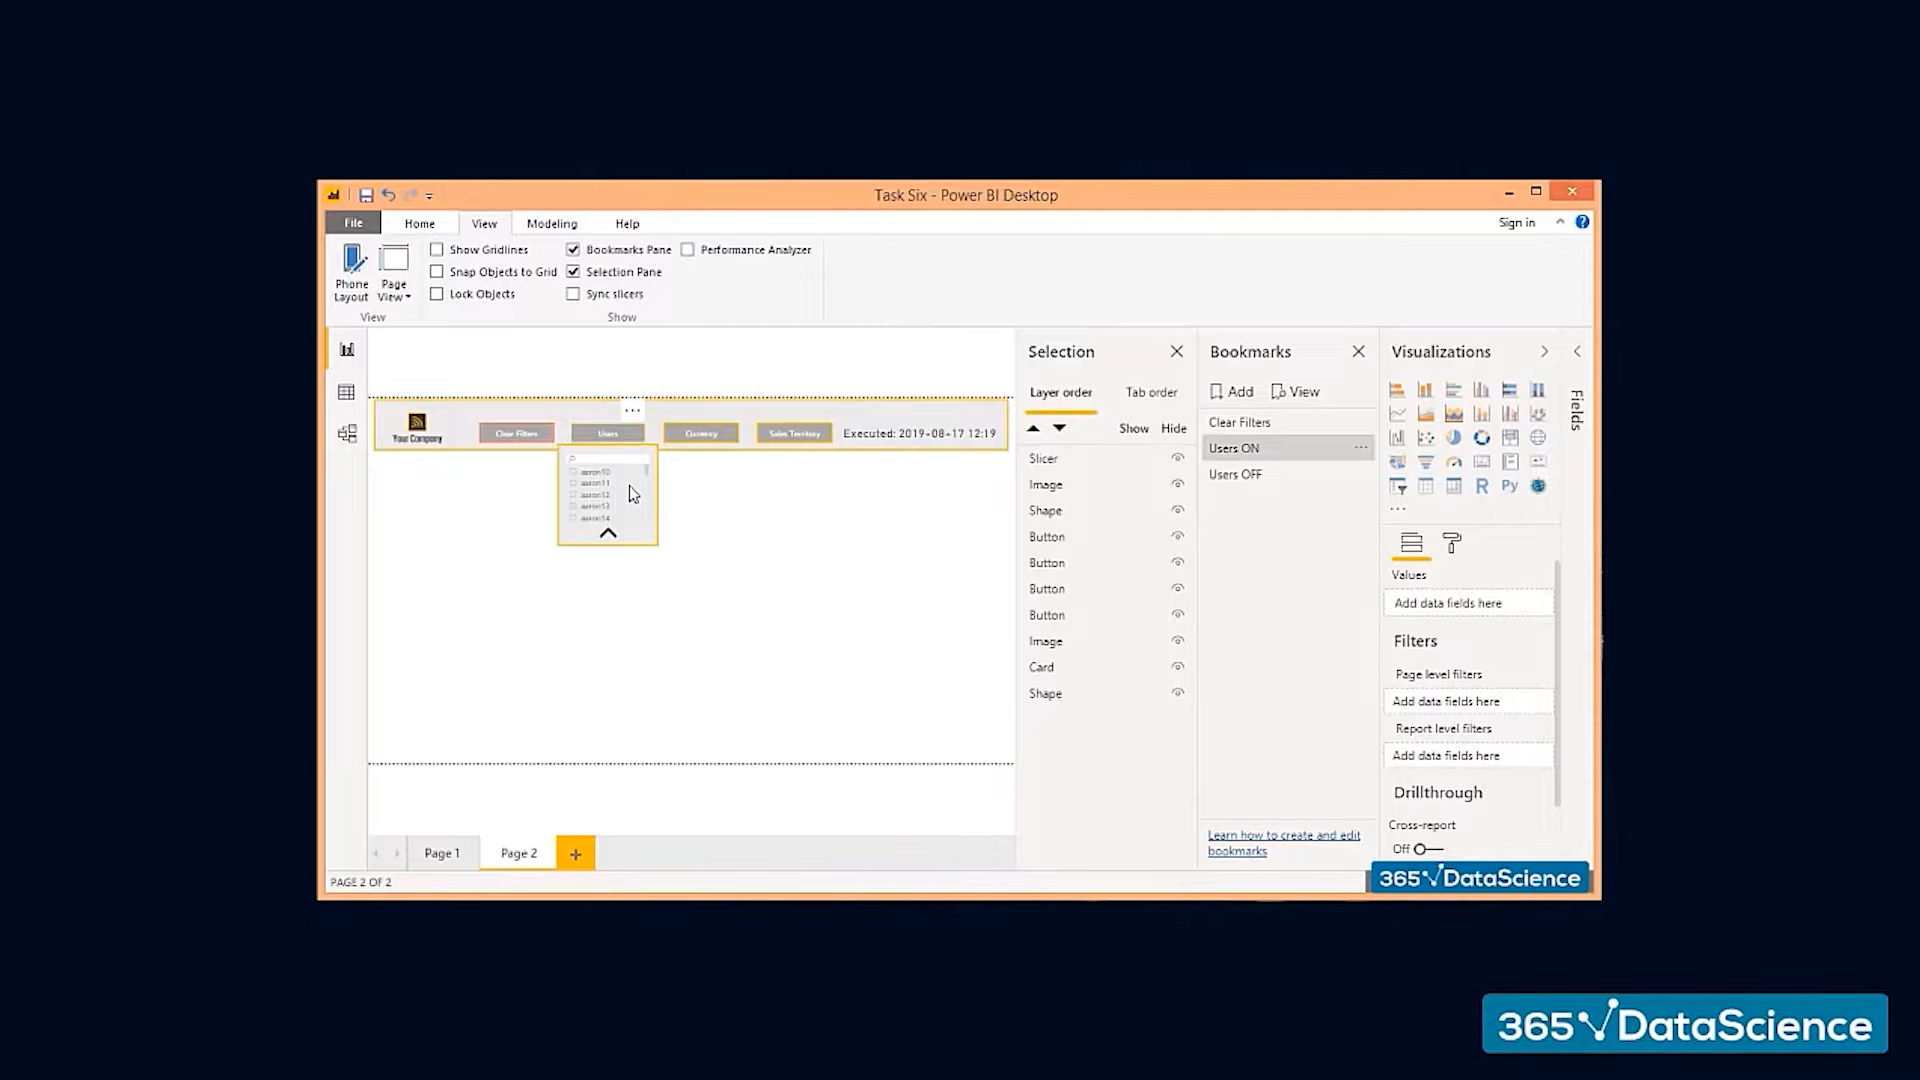 Task Six - Power BI Desktop
File Home View Modeling Help
Sign in
Show Gridlines
Snap Objects to Grid
Lock Objects
Bookmarks Pane
Selection Pane
Sync slicers
Performance Analyzer
Phone Layout
Page View
View
Show
Your Company
Clear Filters
Users
Currency
Sales Territory
Executed: 2019-08-17 12:19
aaron10
aaron11
aaron12
aaron13
aaron14
Selection
Layer order Tab order
Show Hide
Slicer
Image
Shape
Button
Button
Button
Button
Image
Card
Shape
Bookmarks
Add View
Clear Filters
Users ON
Users OFF
Learn how to create and edit
bookmarks
Visualizations
R Py
Values
Add data fields here
Filters
Page level filters
Add data fields here
Report level filters
Add data fields here
Drillthrough
Cross-report
Off
Fields
Page 1 Page 2
PAGE 2 OF 2
365 DataScience
365 DataScience